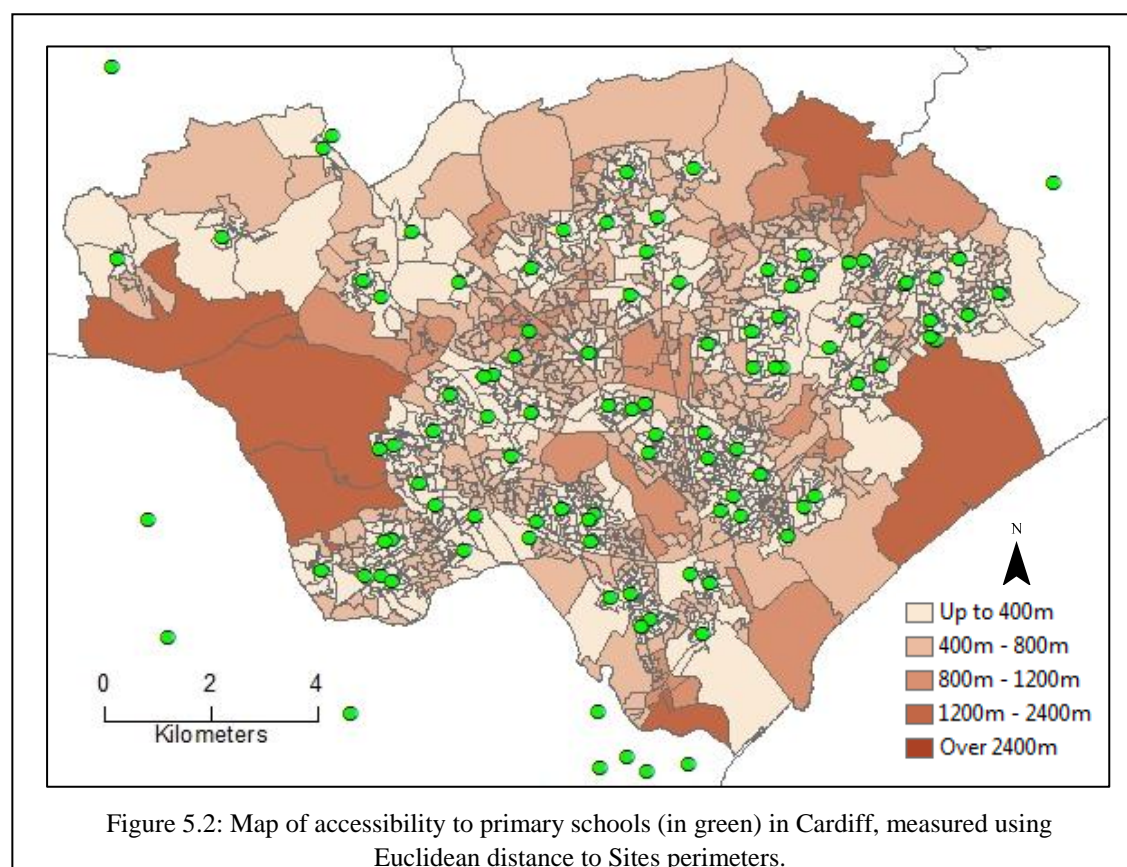 N
Up to 400m
400m - 800m
800m - 1200m
1200m - 2400m
Over 2400m
0 2 4
Kilometers
Figure 5.2: Map of accessibility to primary schools (in green) in Cardiff, measured using
Euclidean distance to Sites perimeters.